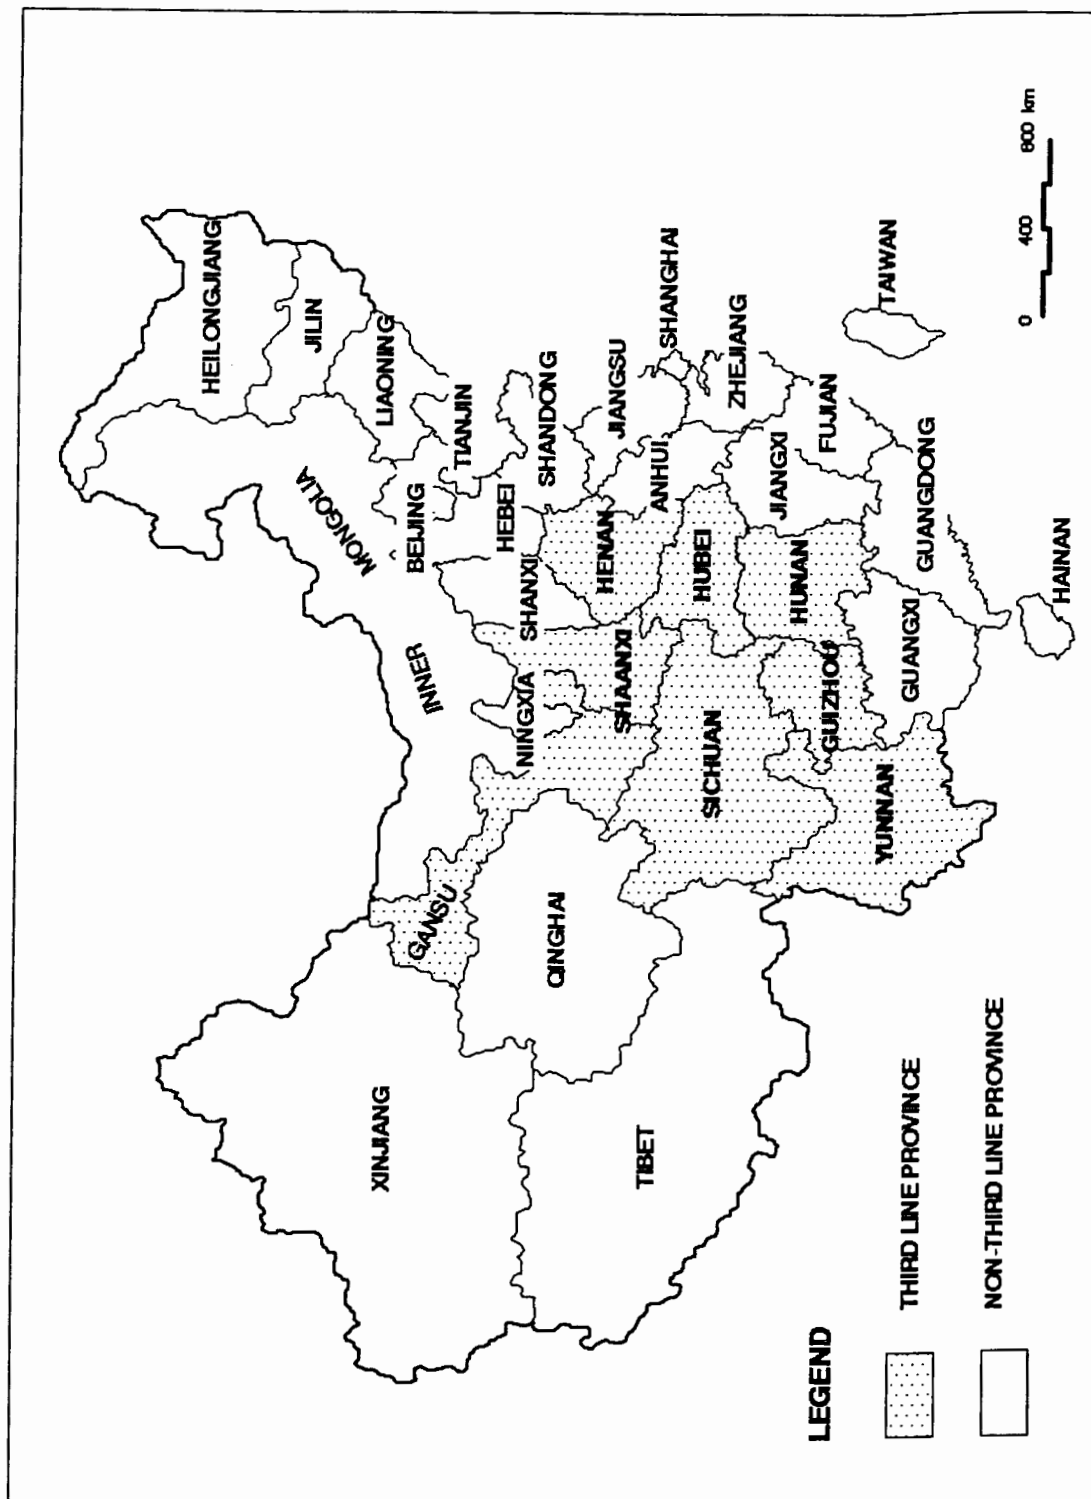 HEILONGJIANG
JILIN
LIAONING
INNER
MONGOLIA
BEIJING
TIANJIN
HEBEI
SHANXI
SHANDONG
NINGXIA
GANSU
XINJIANG
QINGHAI
SHAANXI
HENAN
JIANGSU
SHANGHAI
ANHUI
HUBEI
ZHEJIANG
TIBET
SICHUAN
HUNAN
JIANGXI
FUJIAN
TAIWAN
GUIZHOU
YUNNAN
GUANGXI
GUANGDONG
HAINAN
0 400 800 km
LEGEND
THIRD LINE PROVINCE
NON-THIRD LINE PROVINCE